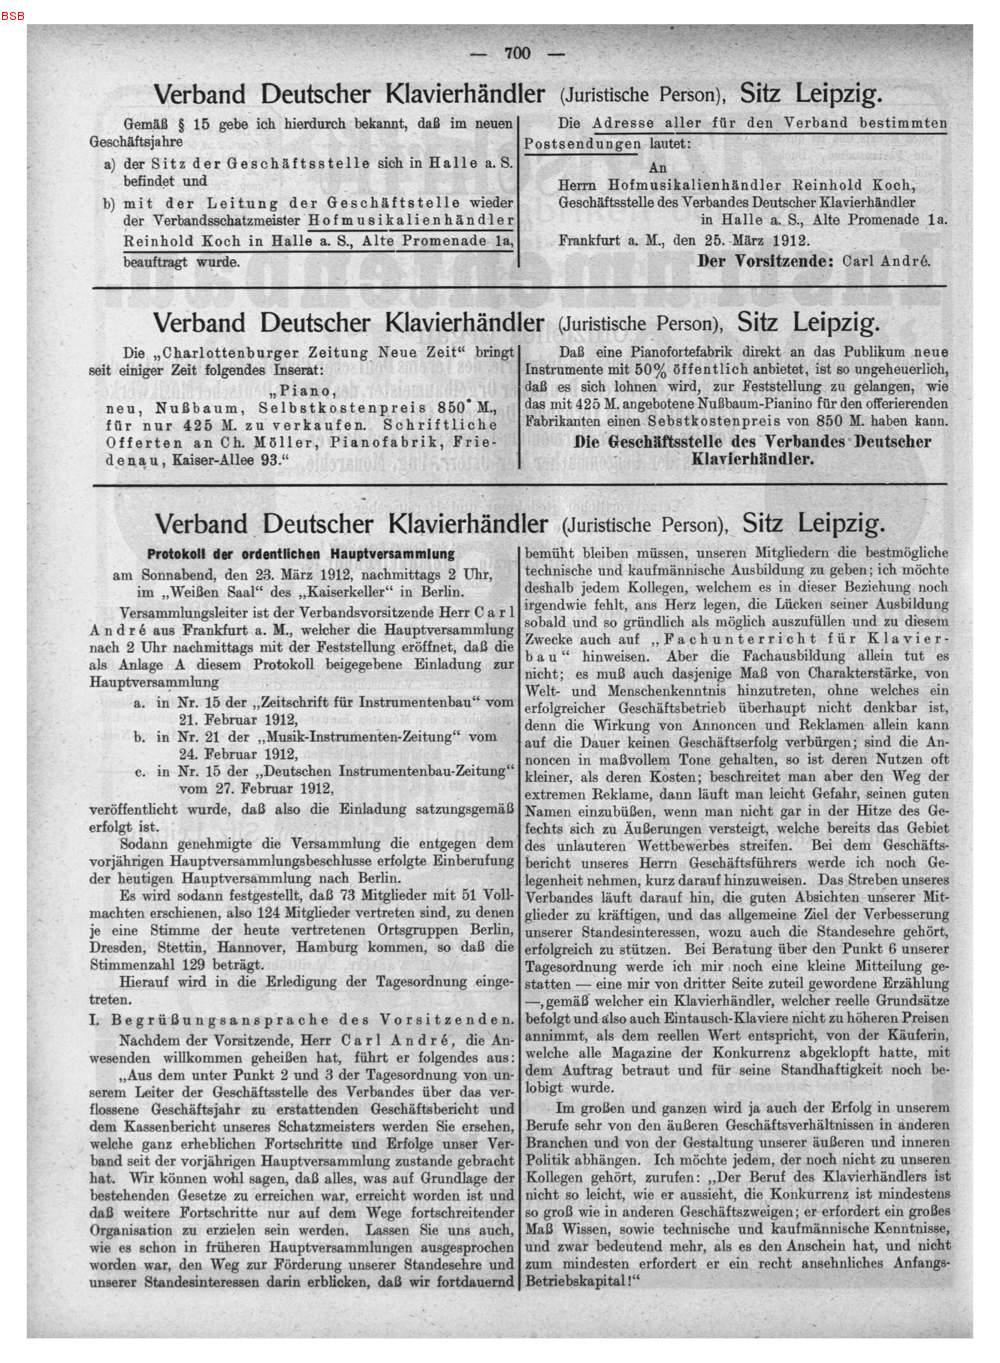 BSB
— 700 —
Verband Deutscher Klavierhändler (Juristische Person), Sitz Leipzig.
Gemäß § 15 gebe ich hierdurch bekannt, daß im neuen
Geschäftsjahre
a) der Sitz der Geschäftsstelle sich in Halle a. S.
befindet und
b) mit der Leitung der Geschäftstelle wieder
der Verbandsschatzmeister Hofmusikalienhändler
Reinhold Koch in Halle a. S., Alte Promenade 1a,
beauftragt wurde.
Die Adresse aller für den Verband bestimmten
Postsendungen lautet:
An
Herrn Hofmusikalienhändler Reinhold Koch,
Geschäftsstelle des Verbandes Deutscher Klavierhändler
in Halle a. S., Alte Promenade 1a.
Frankfurt a. M., den 25. März 1912.
Der Vorsitzende: Carl André.
Verband Deutscher Klavierhändler (Juristische Person), Sitz Leipzig.
Die „Charlottenburger Zeitung Neue Zeit“ bringt
seit einiger Zeit folgendes Inserat:
„Piano,
neu, Nußbaum, Selbstkostenpreis 850 M.,
für nur 425 M. zu verkaufen. Schriftliche
Offerten an Ch. Möller, Pianofabrik, Frie-
denau, Kaiser-Allee 93.“
Daß eine Pianofortefabrik direkt an das Publikum neue
Instrumente mit 50% öffentlich anbietet, ist so ungeheuerlich,
daß es sich lohnen wird, zur Feststellung zu gelangen, wie
das mit 425 M. angebotene Nußbaum-Pianino für den offerierenden
Fabrikanten einen Sebstkostenpreis von 850 M. haben kann.
Die Geschäftsstelle des Verbandes Deutscher
Klavierhändler.
Verband Deutscher Klavierhändler (Juristische Person), Sitz Leipzig.
Protokoll der ordentlichen Hauptversammlung
am Sonnabend, den 23. März 1912, nachmittags 2 Uhr,
im „Weißen Saal“ des „Kaiserkeller“ in Berlin.
Versammlungsleiter ist der Verbandsvorsitzende Herr Carl
André aus Frankfurt a. M., welcher die Hauptversammlung
nach 2 Uhr nachmittags mit der Feststellung eröffnet, daß die
als Anlage A diesem Protokoll beigegebene Einladung zur
Hauptversammlung
a. in Nr. 15 der „Zeitschrift für Instrumentenbau“ vom
21. Februar 1912,
b. in Nr. 21 der „Musik-Instrumenten-Zeitung“ vom
24. Februar 1912,
c. in Nr. 15 der „Deutschen Instrumentenbau-Zeitung“
vom 27. Februar 1912,
veröffentlicht wurde, daß also die Einladung satzungsgemäß
erfolgt ist.
Sodann genehmigte die Versammlung die entgegen dem
vorjährigen Hauptversammlungsbeschlusse erfolgte Einberufung
der heutigen Hauptversammlung nach Berlin.
Es wird sodann festgestellt, daß 73 Mitglieder mit 51 Voll-
machten erschienen, also 124 Mitglieder vertreten sind, zu denen
je eine Stimme der heute vertretenen Ortsgruppen Berlin,
Dresden, Stettin, Hannover, Hamburg kommen, so daß die
Stimmenzahl 129 beträgt.
Hierauf wird in die Erledigung der Tagesordnung einge-
treten.
I. Begrüßungsansprache des Vorsitzenden.
Nachdem der Vorsitzende, Herr Carl André, die An-
wesenden willkommen geheißen hat, führt er folgendes aus:
„Aus dem unter Punkt 2 und 3 der Tagesordnung von un-
serem Leiter der Geschäftsstelle des Verbandes über das ver-
flossene Geschäftsjahr zu erstattenden Geschäftsbericht und
dem Kassenbericht unseres Schatzmeisters werden Sie ersehen,
welche ganz erheblichen Fortschritte und Erfolge unser Ver-
band seit der vorjährigen Hauptversammlung zustande gebracht
hat. Wir können wohl sagen, daß alles, was auf Grundlage der
bestehenden Gesetze zu erreichen war, erreicht worden ist und
daß weitere Fortschritte nur auf dem Wege fortschreitender
Organisation zu erzielen sein werden. Lassen Sie uns auch,
wie es schon in früheren Hauptversammlungen ausgesprochen
worden war, den Weg zur Förderung unserer Standesehre und
unserer Standesinteressen darin erblicken, daß wir fortdauernd
bemüht bleiben müssen, unseren Mitgliedern die bestmögliche
technische und kaufmännische Ausbildung zu geben; ich möchte
deshalb jedem Kollegen, welchem es in dieser Beziehung noch
irgendwie fehlt, ans Herz legen, die Lücken seiner Ausbildung
sobald und so gründlich als möglich auszufüllen und zu diesem
Zwecke auch auf „Fachunterricht für Klavier-
bau“ hinweisen. Aber die Fachausbildung allein tut es
nicht; es muß auch dasjenige Maß von Charakterstärke, von
Welt- und Menschenkenntnis hinzutreten, ohne welches ein
erfolgreicher Geschäftsbetrieb überhaupt nicht denkbar ist,
denn die Wirkung von Annoncen und Reklamen allein kann
auf die Dauer keinen Geschäftserfolg verbürgen; sind die An-
noncen in maßvollem Tone gehalten, so ist deren Nutzen oft
kleiner, als deren Kosten; beschreitet man aber den Weg der
extremen Reklame, dann läuft man leicht Gefahr, seinen guten
Namen einzubüßen, wenn man nicht gar in der Hitze des Ge-
fechts sich zu Äußerungen versteigt, welche bereits das Gebiet
des unlauteren Wettbewerbes streifen. Bei dem Geschäfts-
bericht unseres Herrn Geschäftsführers werde ich noch Ge-
legenheit nehmen, kurz darauf hinzuweisen. Das Streben unseres
Verbandes läuft darauf hin, die guten Absichten unserer Mit-
glieder zu kräftigen, und das allgemeine Ziel der Verbesserung
unserer Standesinteressen, wozu auch die Standesehre gehört,
erfolgreich zu stützen. Bei Beratung über den Punkt 6 unserer
Tagesordnung werde ich mir noch eine kleine Mitteilung ge-
statten — eine mir von dritter Seite zuteil gewordene Erzählung
—, gemäß welcher ein Klavierhändler, welcher reelle Grundsätze
befolgt und also auch Eintausch-Klaviere nicht zu höheren Preisen
annimmt, als dem reellen Wert entspricht, von der Käuferin,
welche alle Magazine der Konkurrenz abgeklopft hatte, mit
dem Auftrag betraut und für seine Standhaftigkeit noch be-
lobigt wurde.
Im großen und ganzen wird ja auch der Erfolg in unserem
Berufe sehr von den äußeren Geschäftsverhältnissen in anderen
Branchen und von der Gestaltung unserer äußeren und inneren
Politik abhängen. Ich möchte jedem, der noch nicht zu unseren
Kollegen gehört, zurufen: „Der Beruf des Klavierhändlers ist
nicht so leicht, wie er aussieht, die Konkurrenz ist mindestens
so groß wie in anderen Geschäftszweigen; er erfordert ein großes
Maß Wissen, sowie technische und kaufmännische Kenntnisse,
und zwar bedeutend mehr, als es den Anschein hat, und nicht
zum mindesten erfordert er ein recht ansehnliches Anfangs-
Betriebskapital!“